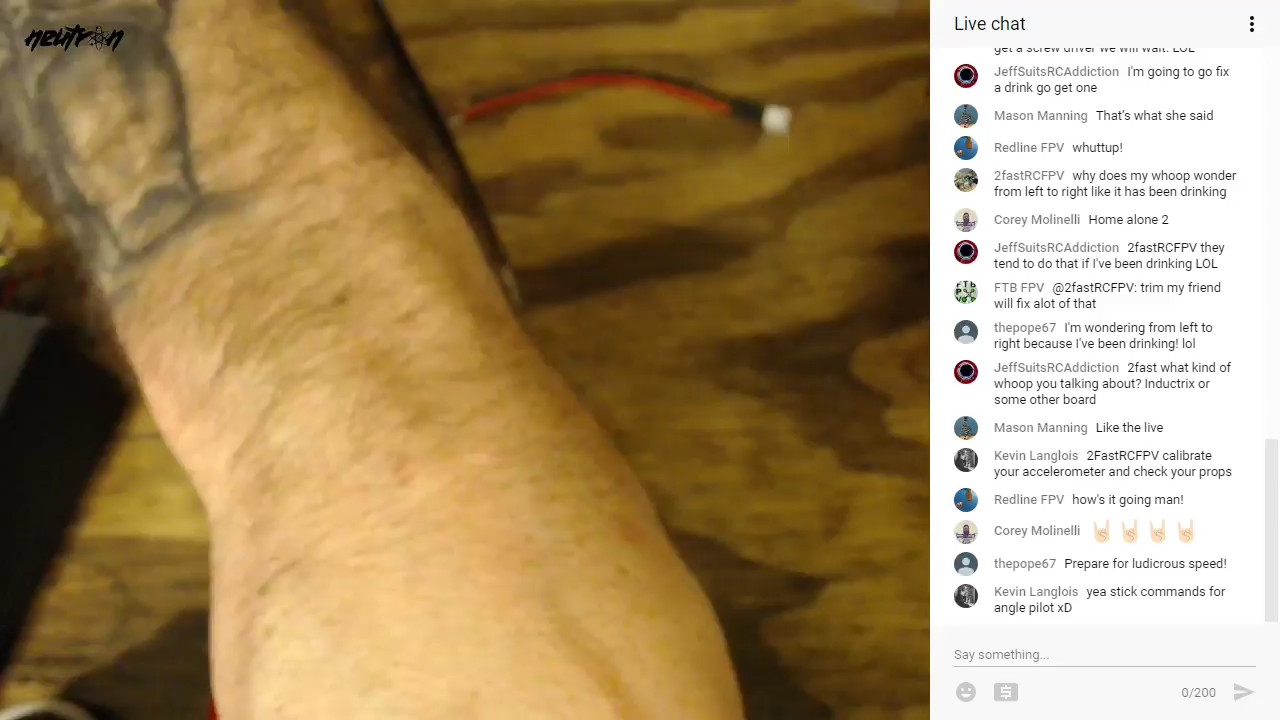 neutron
Live chat
get a screw driver we will wait. LOL
JeffSuitsRCAddiction I'm going to go fix
a drink go get one
Mason Manning That's what she said
Redline FPV whuttup!
2fastRCFPV why does my whoop wonder
from left to right like it has been drinking
Corey Molinelli Home alone 2
JeffSuitsRCAddiction 2fastRCFPV they
tend to do that if I've been drinking LOL
FTB FPV @2fastRCFPV: trim my friend
will fix alot of that
thepope67 I'm wondering from left to
right because I've been drinking! lol
JeffSuitsRCAddiction 2fast what kind of
whoop you talking about? Inductrix or
some other board
Mason Manning Like the live
Kevin Langlois 2FastRCFPV calibrate
your accelerometer and check your props
Redline FPV how's it going man!
Corey Molinelli 🤘🏻 🤘🏻 🤘🏻 🤘🏻
thepope67 Prepare for ludicrous speed!
Kevin Langlois yea stick commands for
angle pilot xD
Say something...
0/200